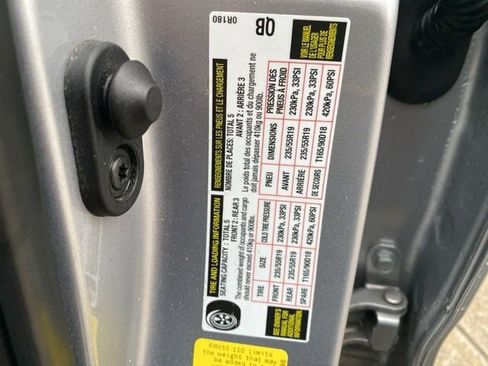 TIRE AND LOADING INFORMATION
SEATING CAPACITY : TOTAL 5 FRONT 2 : REAR 3
The combined weight of occupants and cargo
should never exceed 410kg or 900lb.
TIRE SIZE COLD TIRE PRESSURE
FRONT 235/55R19 230kPa, 33PSI
REAR 235/55R19 230kPa, 33PSI
SPARE T165/90D18 420kPa, 60PSI
SEE OWNER'S
MANUAL FOR
ADDITIONAL
INFORMATION.
RENSEIGNEMENTS SUR LES PNEUS ET LE CHARGEMENT
NOMBRE DE PLACES: TOTAL 5 AVANT 2 : ARRIÈRE 3
Le poids total des occupants et du chargement ne
doit jamais dépasser 410kg ou 900lb.
PNEU DIMENSIONS PRESSION DES
PNEUS À FROID
AVANT 235/55R19 230kPa, 33PSI
ARRIÈRE 235/55R19 230kPa, 33PSI
DE SECOURS T165/90D18 420kPa, 60PSI
VOIR LE MANUEL
DE L'USAGER
POUR PLUS DE
RENSEIGNEMENTS
0R180 QB
FMVSS 110 limits
the weight that may
be added to